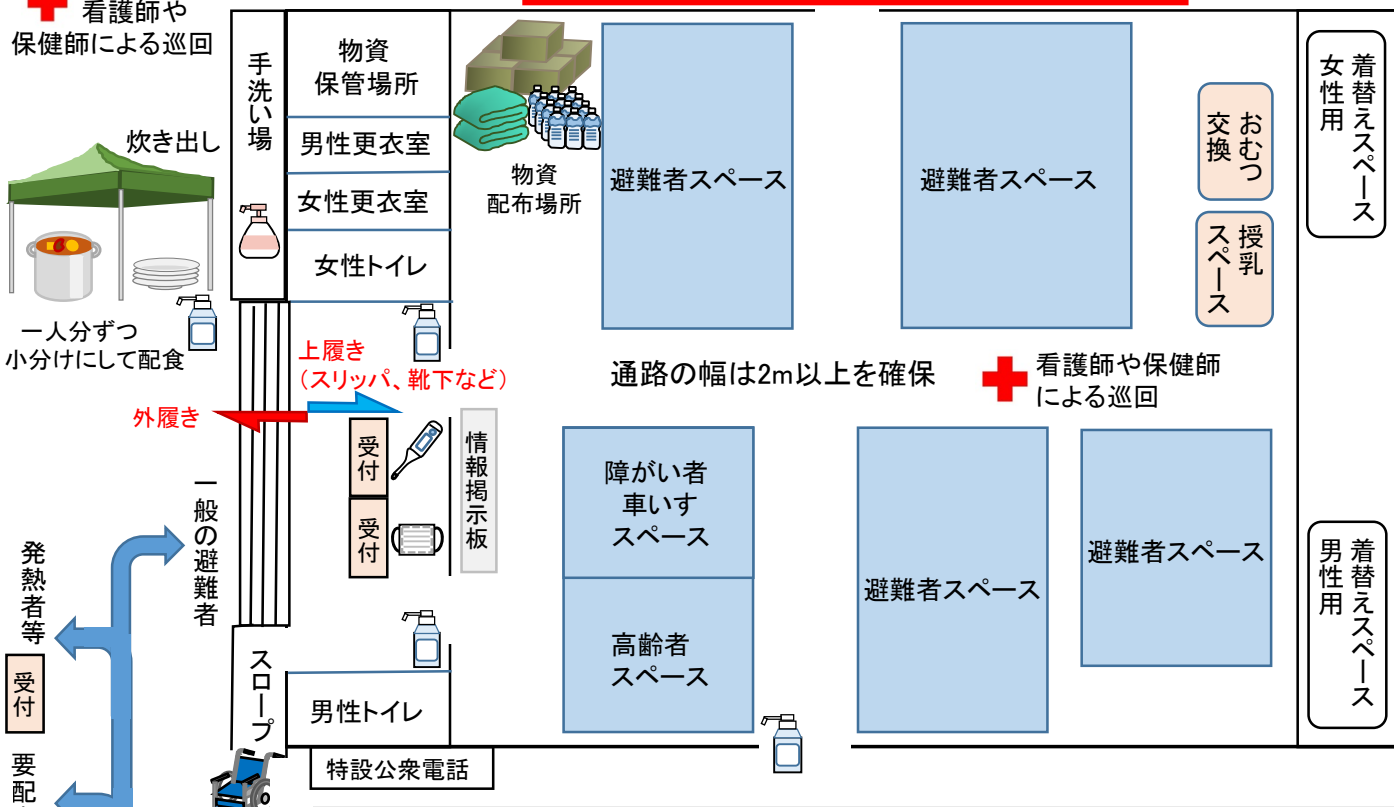 看護師や
保健師による巡回
手洗い場
物資
保管場所
男性更衣室
女性更衣室
女性トイレ
物資
配布場所
避難者スペース
避難者スペース
おむつ
交換
授乳
スペース
着替えスペース
女性用
炊き出し
一人分ずつ
小分けにして配食
上履き
（スリッパ、靴下など）
外履き
通路の幅は2m以上を確保
看護師や保健師
による巡回
受付
受付
情報掲示板
障がい者
車いす
スペース
高齢者
スペース
避難者スペース
避難者スペース
着替えスペース
男性用
一般の避難者
発熱者等
受付
要配
スロープ
男性トイレ
特設公衆電話